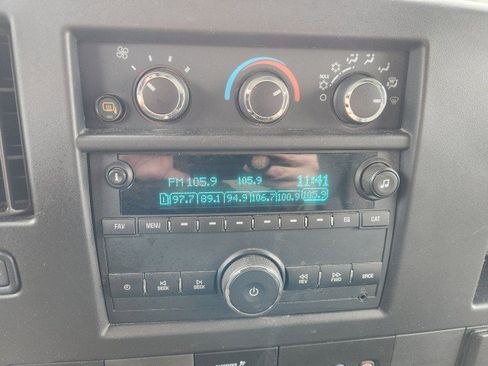 MAX
FM 105.9 105.9 11:41
1 97.7 89.1 94.9 106.7 100.9 105.9
FAV MENU EQ CAT
SEEK SEEK REV FWD